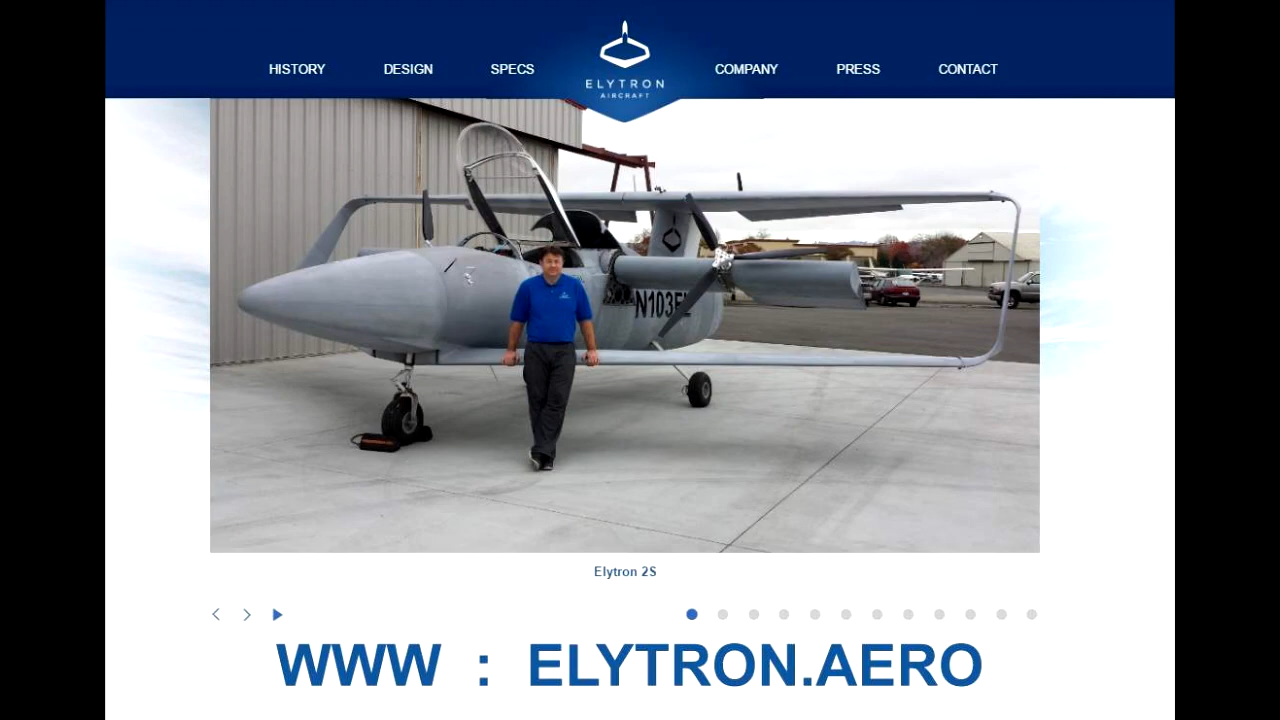 HISTORY DESIGN SPECS COMPANY PRESS CONTACT
ELYTRON
AIRCRAFT
Elytron 2S
WWW : ELYTRON.AERO